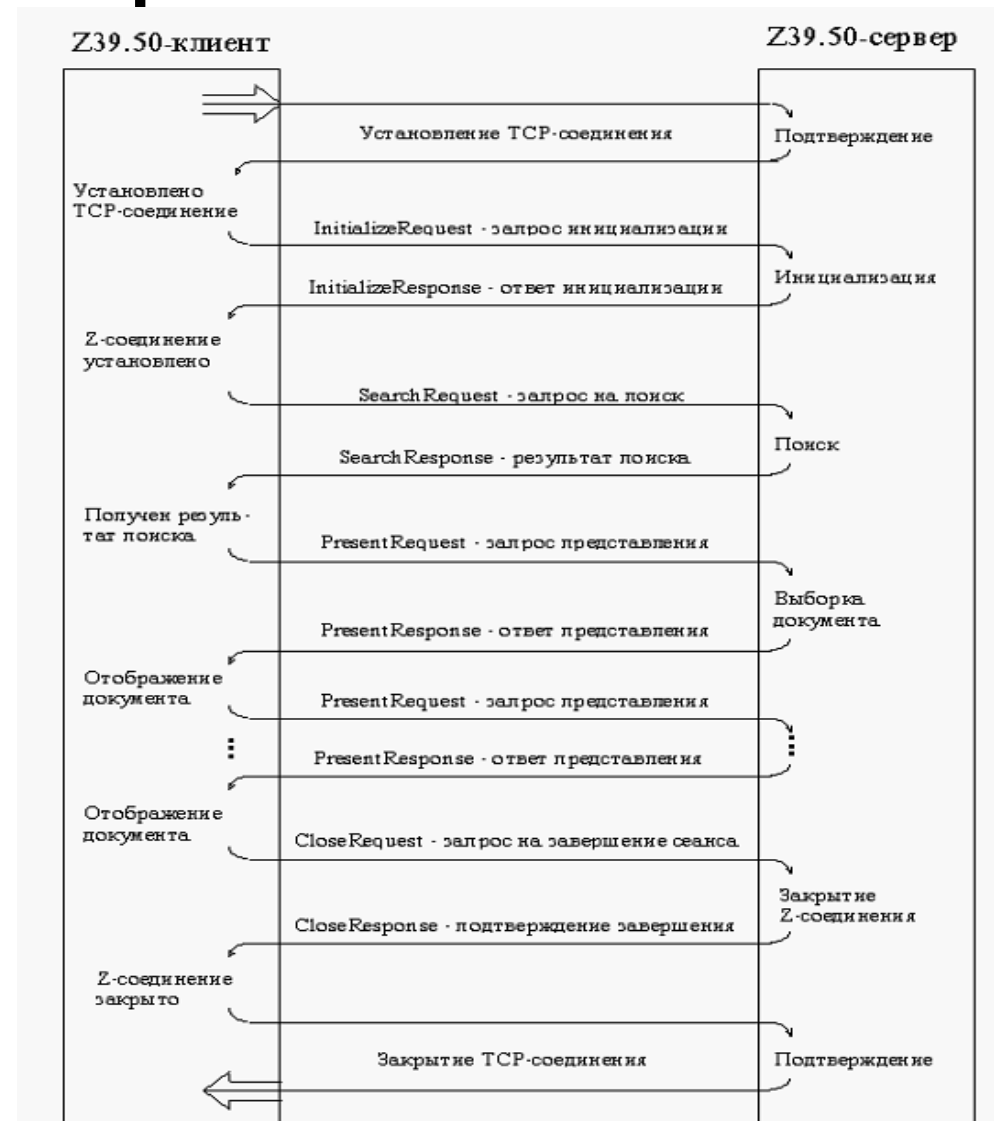 Z39.50-клиент
Z39.50-сервер
Установление TCP-соединения
Подтверждение
Установлено
TCP-соединение
InitializeRequest - запрос инициализации
Инициализация
InitializeResponse - ответ инициализации
Z-соединение
установлено
SearchRequest - запрос на поиск
Поиск
SearchResponse - результат поиска
Получен резуль-
тат поиска
PresentRequest - запрос представления
Выборка
документа
PresentResponse - ответ представления
Отображение
документа
PresentRequest - запрос представления
PresentResponse - ответ представления
Отображение
документа
CloseRequest - запрос на завершение сеанса
Закрытие
Z-соединения
CloseResponse - подтверждение завершения
Z-соединение
закрыто
Закрытие TCP-соединения
Подтверждение